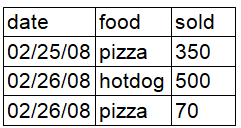 date food sold
02/25/08 pizza 350
02/26/08 hotdog 500
02/26/08 pizza 70